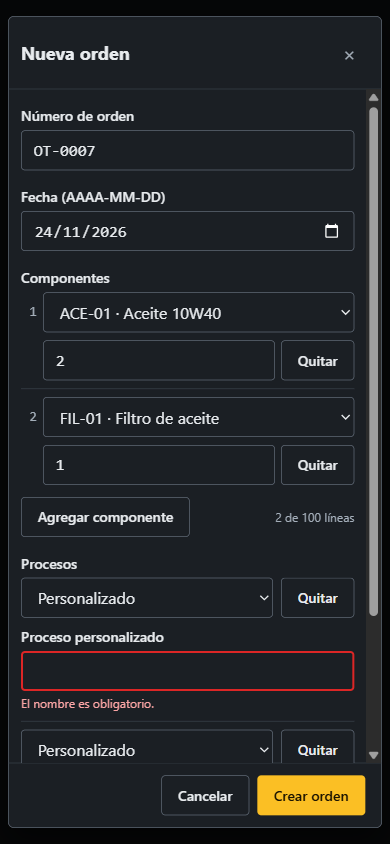 Nueva orden ×
Número de orden
OT-0007
Fecha (AAAA-MM-DD)
24/11/2026
Componentes
1 ACE-01 · Aceite 10W40
2 Quitar
2 FIL-01 · Filtro de aceite
1 Quitar
Agregar componente 2 de 100 líneas
Procesos
Personalizado Quitar
Proceso personalizado
El nombre es obligatorio.
Personalizado Quitar
Cancelar Crear orden